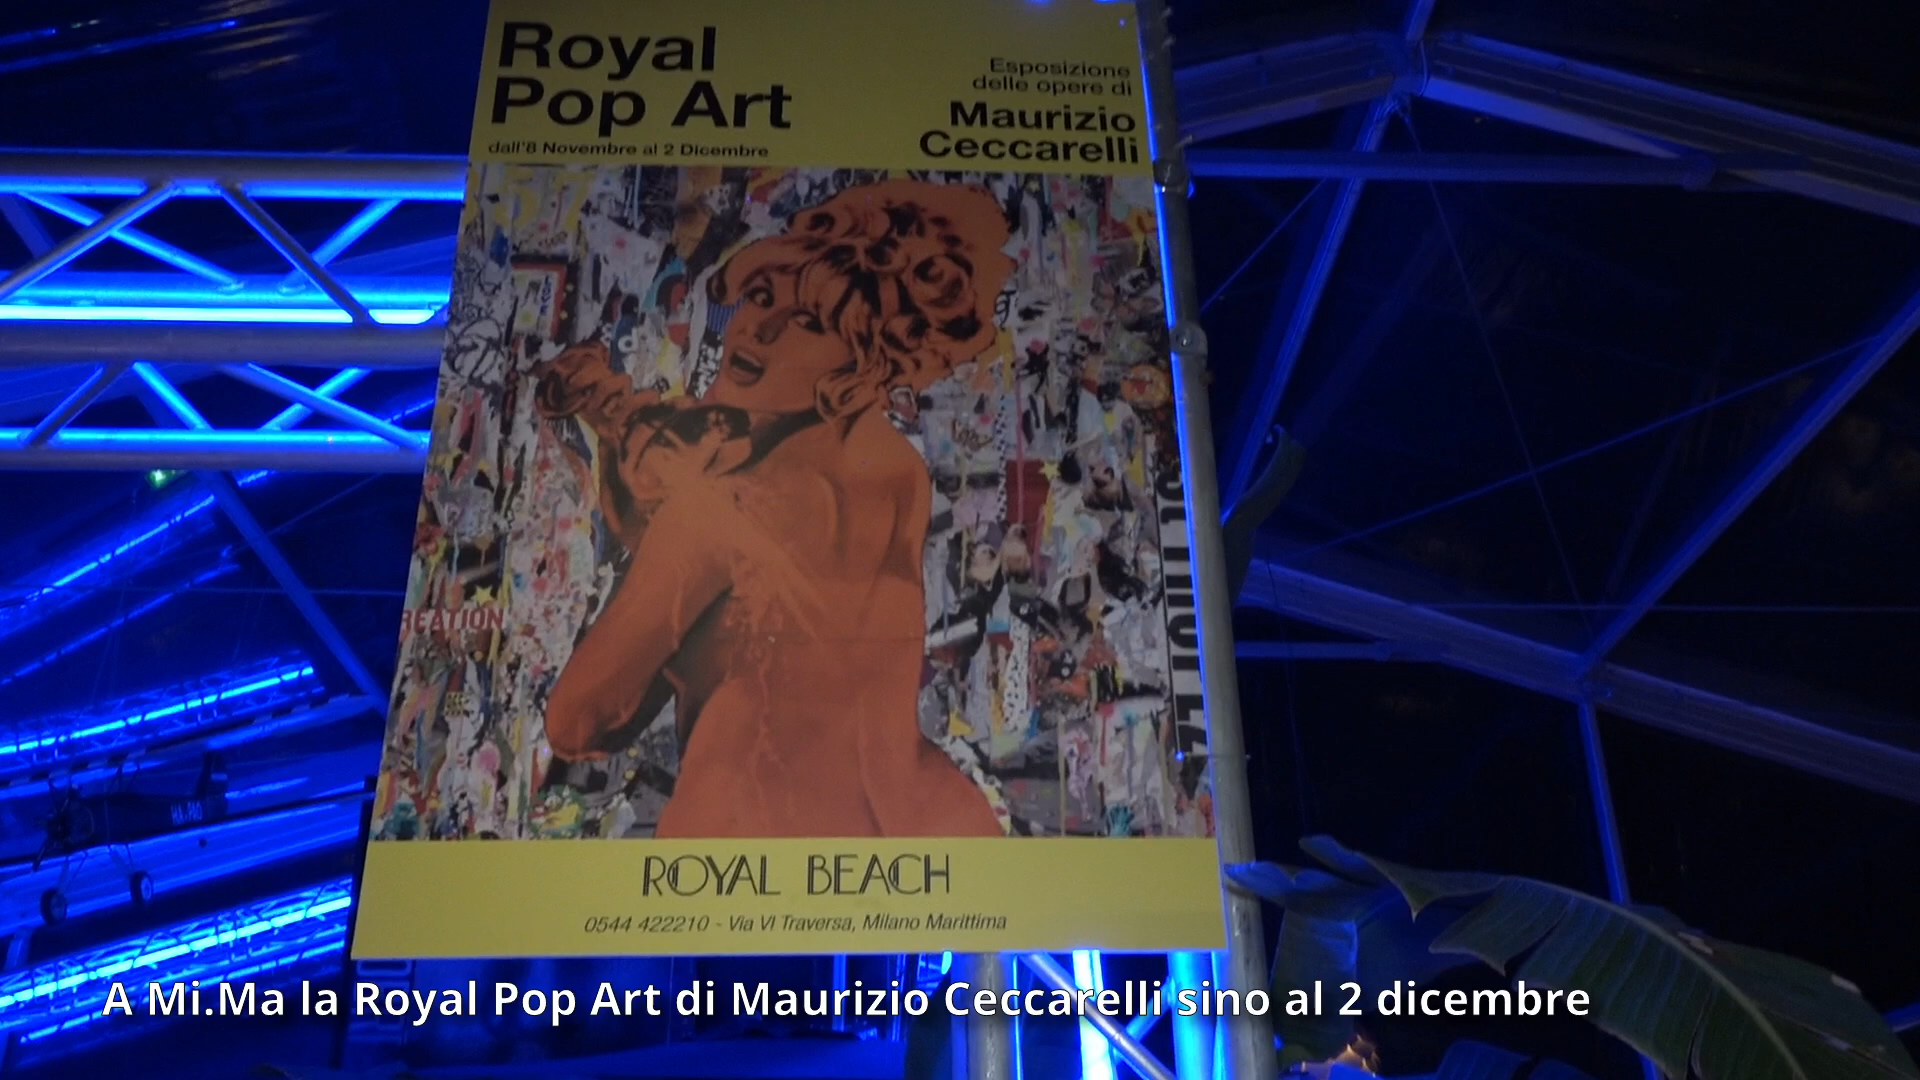 Royal
Pop Art
dall'8 Novembre al 2 Dicembre
Esposizione
delle opere di
Maurizio
Ceccarelli
REATION
ROYAL BEACH
0544 422210 - Via VI Traversa, Milano Marittima
A Mi.Ma la Royal Pop Art di Maurizio Ceccarelli sino al 2 dicembre